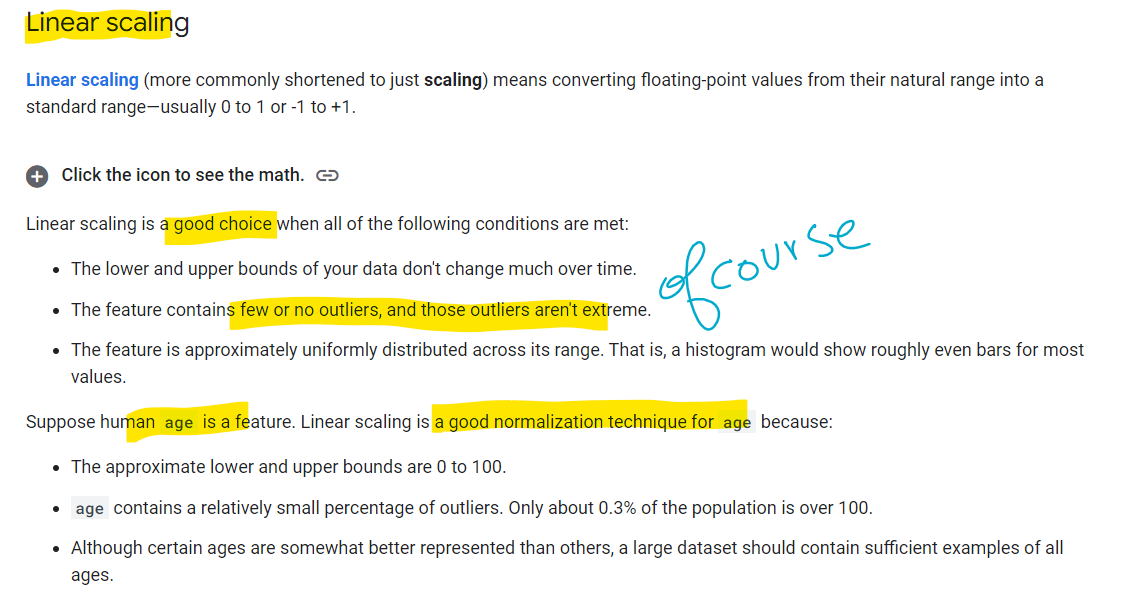 Linear scaling
Linear scaling (more commonly shortened to just scaling) means converting floating-point values from their natural range into a
standard range—usually 0 to 1 or -1 to +1.
Click the icon to see the math.
Linear scaling is a good choice when all of the following conditions are met:
• The lower and upper bounds of your data don't change much over time.
of course
• The feature contains few or no outliers, and those outliers aren't extreme.
• The feature is approximately uniformly distributed across its range. That is, a histogram would show roughly even bars for most
values.
Suppose human age is a feature. Linear scaling is a good normalization technique for age because:
• The approximate lower and upper bounds are 0 to 100.
• age contains a relatively small percentage of outliers. Only about 0.3% of the population is over 100.
• Although certain ages are somewhat better represented than others, a large dataset should contain sufficient examples of all
ages.